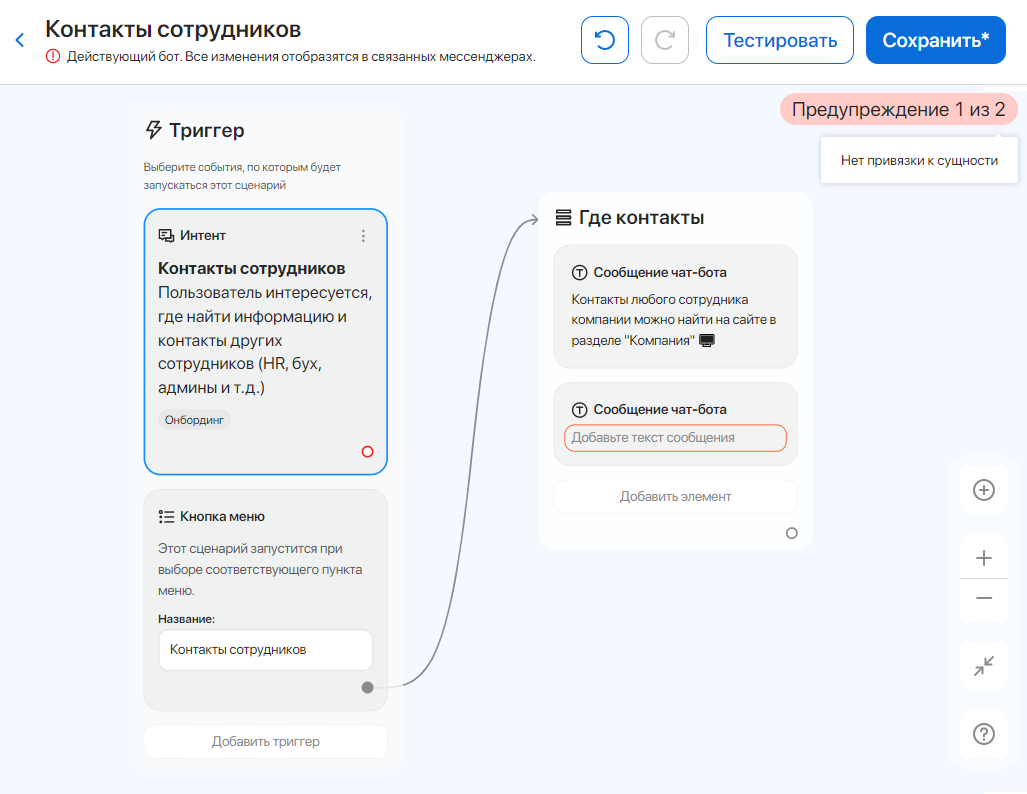 Контакты сотрудников
Действующий бот. Все изменения отобразятся в связанных мессенджерах.
Тестировать
Сохранить*
Предупреждение 1 из 2
Нет привязки к сущности
Триггер
Выберите события, по которым будет
запускаться этот сценарий
Интент
Контакты сотрудников
Пользователь интересуется,
где найти информацию и
контакты других
сотрудников (HR, бух,
админы и т.д.)
Онбординг
Кнопка меню
Этот сценарий запустится при
выборе соответствующего пункта
меню.
Название:
Контакты сотрудников
Добавить триггер
Где контакты
Сообщение чат-бота
Контакты любого сотрудника
компании можно найти на сайте в
разделе "Компания" 🖥
Сообщение чат-бота
Добавьте текст сообщения
Добавить элемент